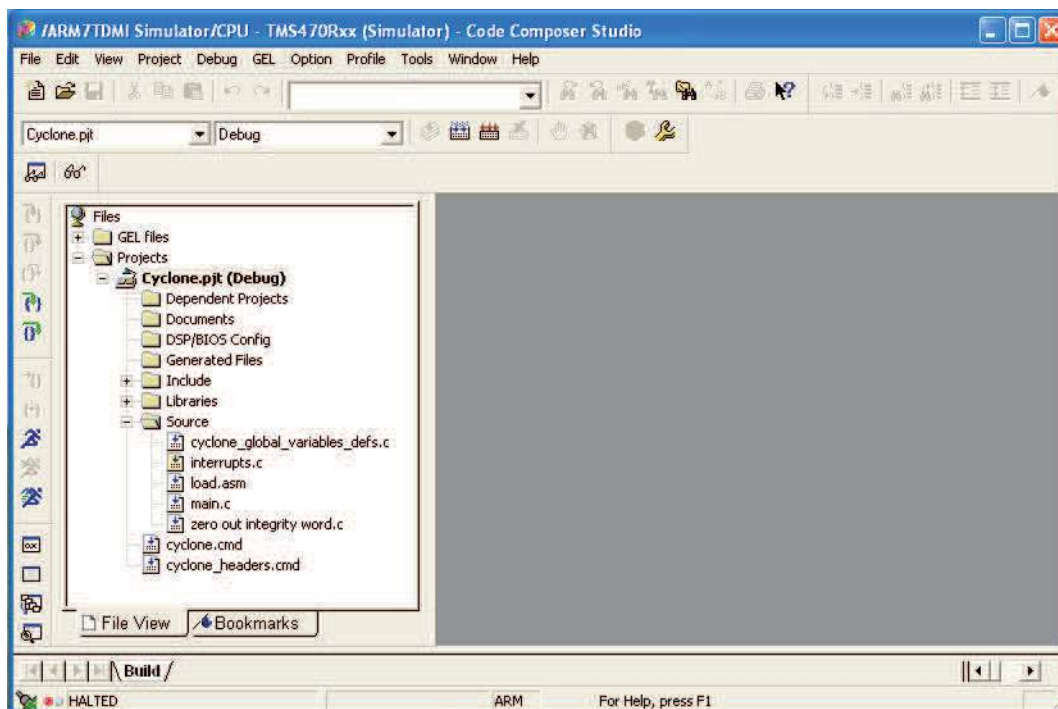 /ARM7TDMI Simulator/CPU - TMS470Rxx (Simulator) - Code Composer Studio
File Edit View Project Debug GEL Option Profile Tools Window Help
Cyclone.pjt Debug
Files
GEL files
Projects
Cyclone.pjt (Debug)
Dependent Projects
Documents
DSP/BIOS Config
Generated Files
Include
Libraries
Source
cyclone_global_variables_defs.c
interrupts.c
load.asm
main.c
zero out integrity word.c
cyclone.cmd
cyclone_headers.cmd
File View Bookmarks
Build
HALTED ARM For Help, press F1